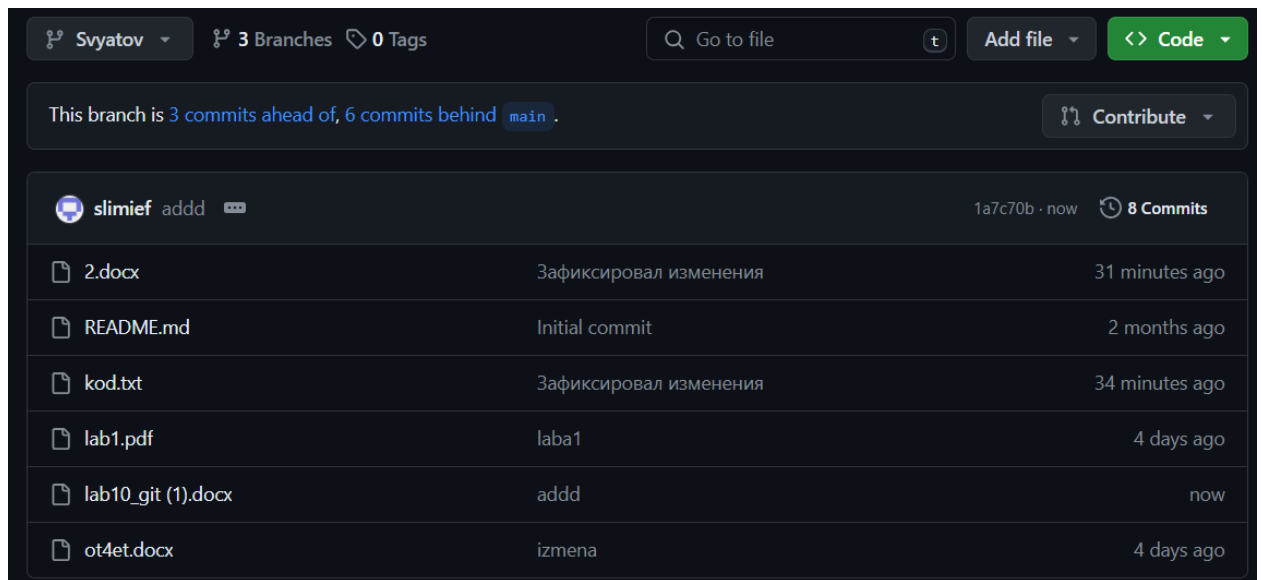 Svyatov 3 Branches 0 Tags Go to file t Add file Code
This branch is 3 commits ahead of, 6 commits behind main . Contribute
slimief addd 1a7c70b · now 8 Commits
2.docx Зафиксировал изменения 31 minutes ago
README.md Initial commit 2 months ago
kod.txt Зафиксировал изменения 34 minutes ago
lab1.pdf laba1 4 days ago
lab10_git (1).docx addd now
ot4et.docx izmena 4 days ago